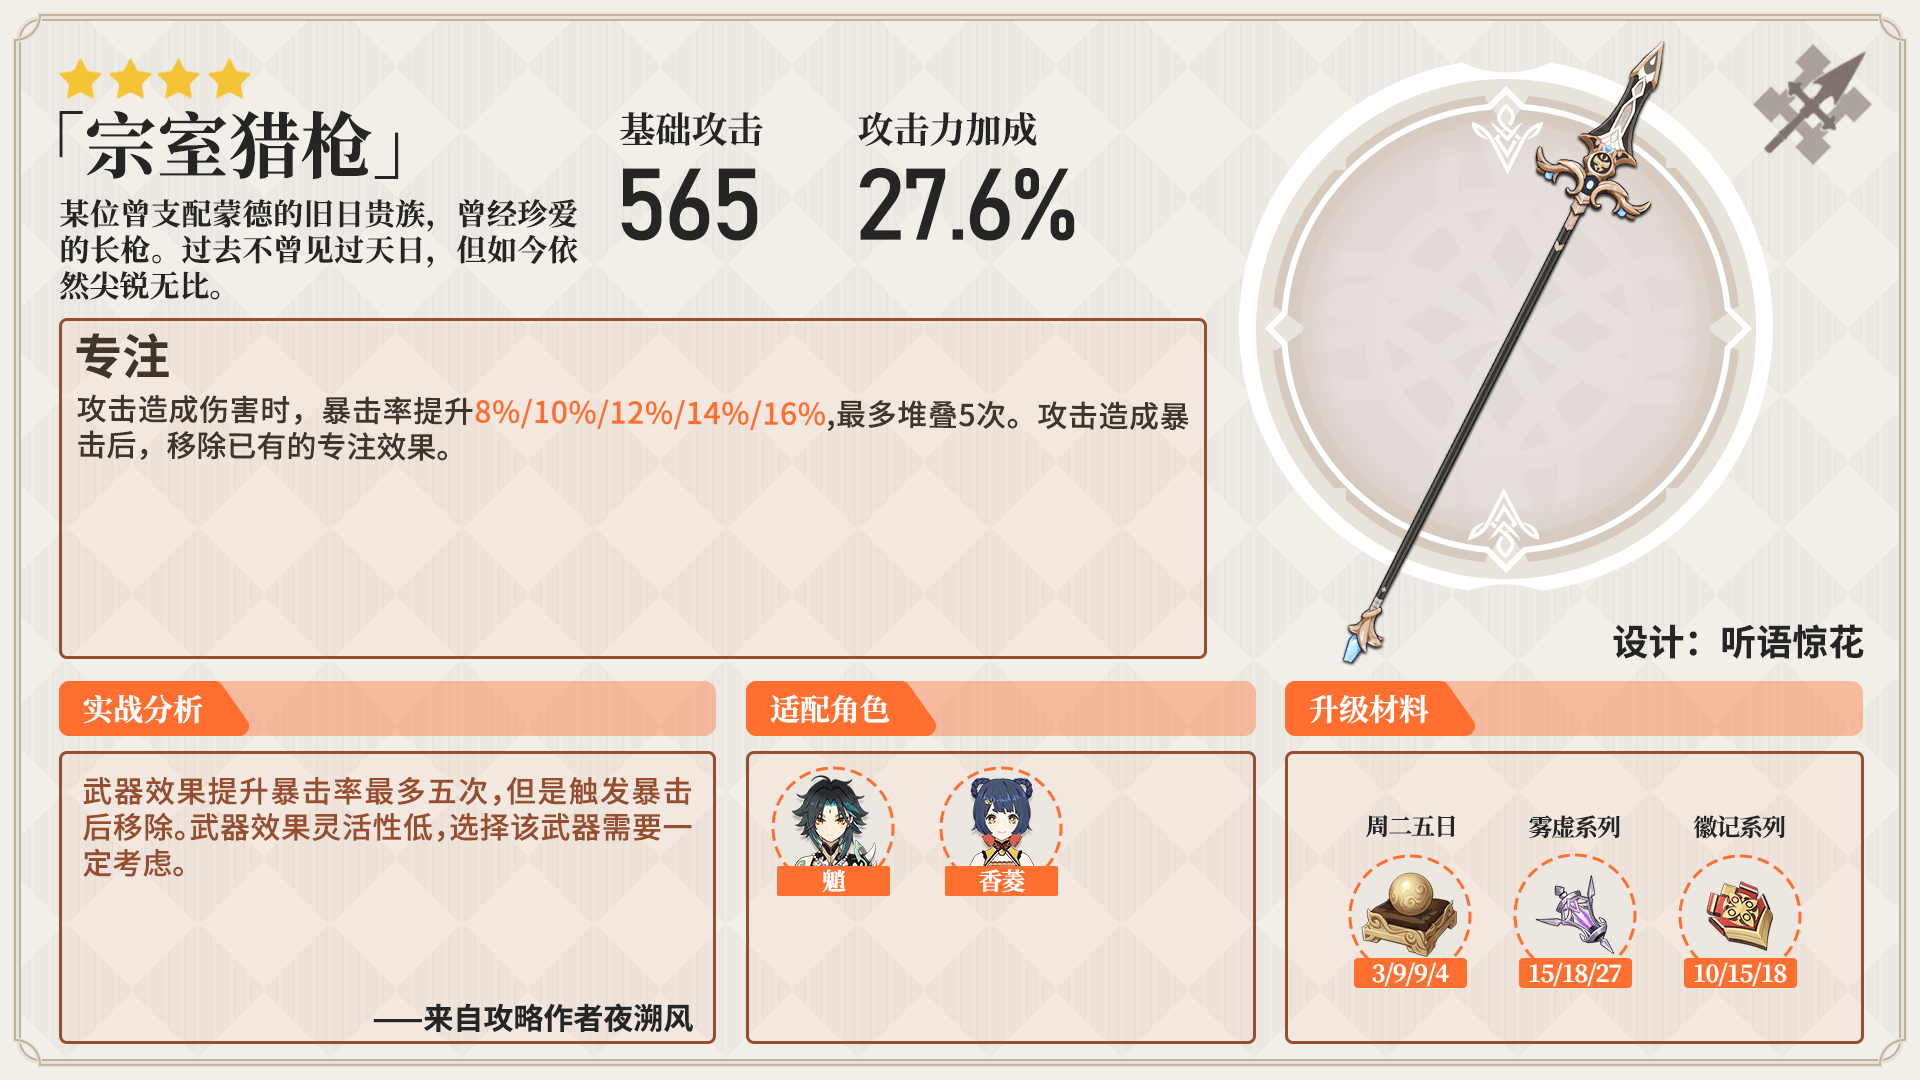 「宗室猎枪」
基础攻击
565
攻击力加成
27.6%
某位曾支配蒙德的旧日贵族，曾经珍爱
的长枪。过去不曾见过天日，但如今依
然尖锐无比。
专注
攻击造成伤害时，暴击率提升8%/10%/12%/14%/16%,最多堆叠5次。攻击造成暴
击后，移除已有的专注效果。
设计：听语惊花
实战分析
武器效果提升暴击率最多五次，但是触发暴击
后移除。武器效果灵活性低，选择该武器需要一
定考虑。
——来自攻略作者夜溯风
适配角色
魈
香菱
升级材料
周二五日
雾虚系列
徽记系列
3/9/9/4
15/18/27
10/15/18